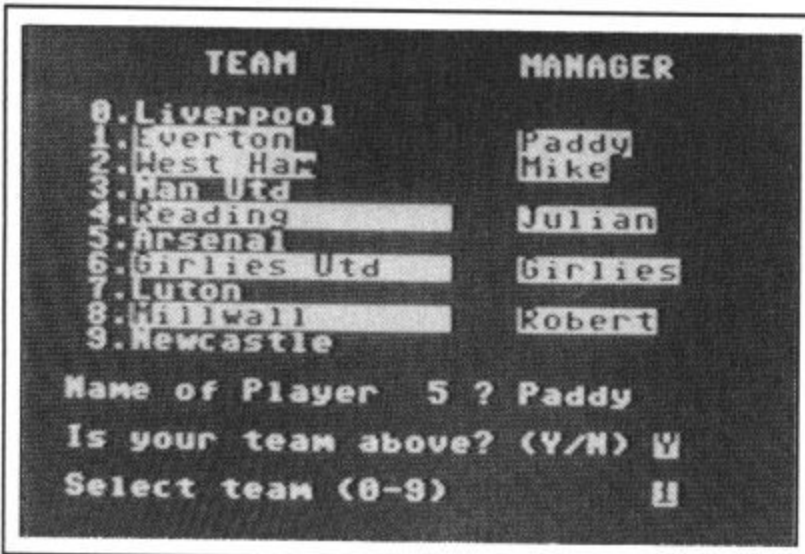 TEAM MANAGER
0.Liverpool
1.Everton Paddy
2.West Ham Mike
3.Man Utd
4.Reading Julian
5.Arsenal
6.Girlies Utd Girlies
7.Luton
8.Millwall Robert
9.Newcastle
Name of Player 5 ? Paddy
Is your team above? (Y/N) Y
Select team (0-9)